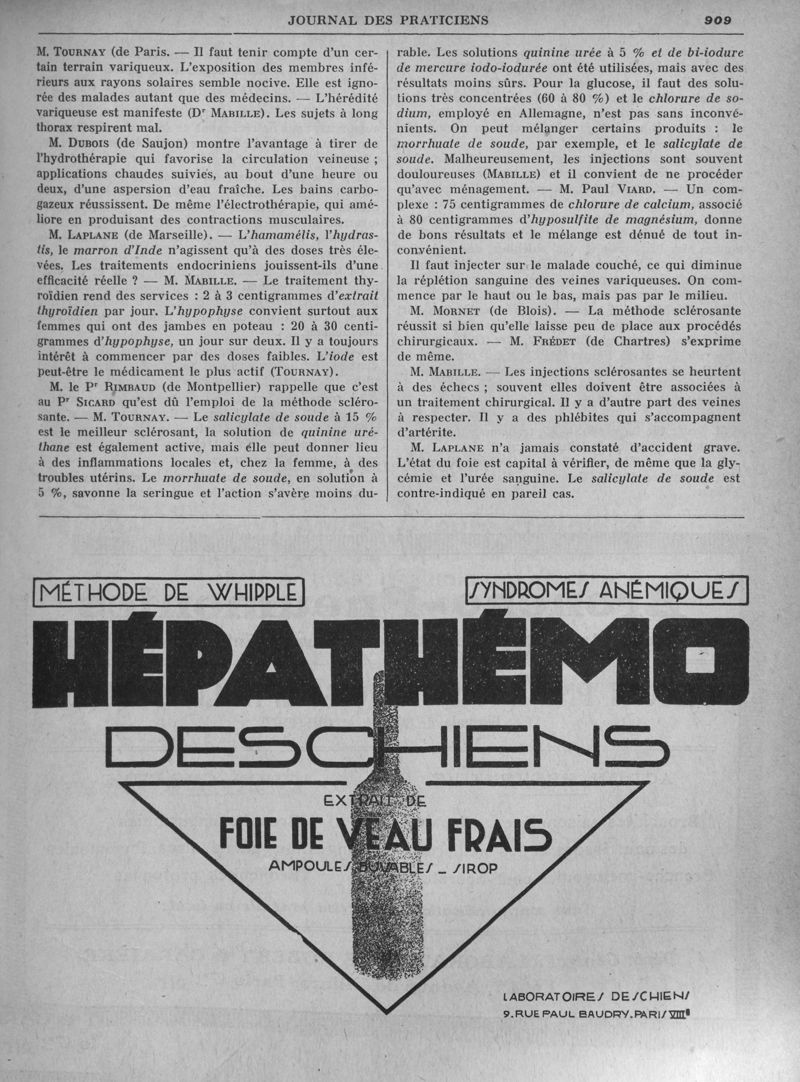 JOURNAL DES PRATICIENS 909
M. TOURNAY (de Paris. — Il faut tenir compte d'un cer-
tain terrain variqueux. L'exposition des membres infé-
rieurs aux rayons solaires semble nocive. Elle est igno-
rée des malades autant que des médecins. — L'hérédité
variqueuse est manifeste (Dr MABILLE). Les sujets à long
thorax respirent mal.
M. DUBOIS (de Saujon) montre l'avantage à tirer de
l'hydrothérapie qui favorise la circulation veineuse ;
applications chaudes suivies, au bout d'une heure ou
deux, d'une aspersion d'eau fraîche. Les bains carbo-
gazeux réussissent. De même l'électrothérapie, qui amé-
liore en produisant des contractions musculaires.
M. LAPLANE (de Marseille). — L'hamamélis, l'hydras-
tis, le marron d'Inde n'agissent qu'à des doses très éle-
vées. Les traitements endocriniens jouissent-ils d'une
efficacité réelle ? — M. MABILLE. — Le traitement thy-
roïdien rend des services : 2 à 3 centigrammes d'extrait
thyroïdien par jour. L'hypophyse convient surtout aux
femmes qui ont des jambes en poteau : 20 à 30 centi-
grammes d'hypophyse, un jour sur deux. Il y a toujours
intérêt à commencer par des doses faibles. L'iode est
peut-être le médicament le plus actif (TOURNAY).
M. le Pr RIMBAUD (de Montpellier) rappelle que c'est
au Pr SICARD qu'est dû l'emploi de la méthode scléro-
sante. — M. TOURNAY. — Le salicylate de soude à 15 %
est le meilleur sclérosant, la solution de quinine uré-
thane est également active, mais elle peut donner lieu
à des inflammations locales et, chez la femme, à des
troubles utérins. Le morrhuate de soude, en solution à
5 %, savonne la seringue et l'action s'avère moins du-
rable. Les solutions quinine urée à 5 % et de bi-iodure
de mercure iodo-iodurée ont été utilisées, mais avec des
résultats moins sûrs. Pour la glucose, il faut des solu-
tions très concentrées (60 à 80 %) et le chlorure de so-
dium, employé en Allemagne, n'est pas sans inconvé-
nients. On peut mélanger certains produits : le
morrhuate de soude, par exemple, et le salicylate de
soude. Malheureusement, les injections sont souvent
douloureuses (MABILLE) et il convient de ne procéder
qu'avec ménagement. — M. Paul VIARD. — Un com-
plexe : 75 centigrammes de chlorure de calcium, associé
à 80 centigrammes d'hyposulfite de magnésium, donne
de bons résultats et le mélange est dénué de tout in-
convénient.
Il faut injecter sur le malade couché, ce qui diminue
la réplétion sanguine des veines variqueuses. On com-
mence par le haut ou le bas, mais pas par le milieu.
M. MORNET (de Blois). — La méthode sclérosante
réussit si bien qu'elle laisse peu de place aux procédés
chirurgicaux. — M. FRÉDET (de Chartres) s'exprime
de même.
M. MABILLE. — Les injections sclérosantes se heurtent
à des échecs ; souvent elles doivent être associées à
un traitement chirurgical. Il y a d'autre part des veines
à respecter. Il y a des phlébites qui s'accompagnent
d'artérite.
M. LAPLANE n'a jamais constaté d'accident grave.
L'état du foie est capital à vérifier, de même que la gly-
cémie et l'urée sanguine. Le salicylate de soude est
contre-indiqué en pareil cas.
MÉTHODE DE WHIPPLE SYNDROMES ANÉMIQUES
HÉPATHÉMO
DESCHIENS
EXTRAIT DE
FOIE DE VEAU FRAIS
AMPOULES BUVABLES _ SIROP
LABORATOIRES DESCHIENS
9.RUE PAUL BAUDRY.PARIS VIIIe